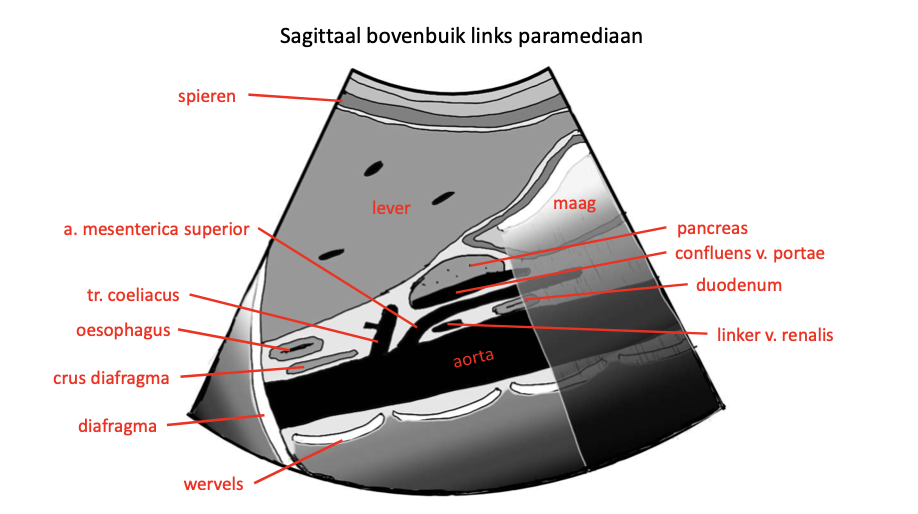 Sagittaal bovenbuik links paramediaan
spieren
lever
maag
a. mesenterica superior
pancreas
confluens v. portae
duodenum
tr. coeliacus
oesophagus
linker v. renalis
aorta
crus diafragma
diafragma
wervels